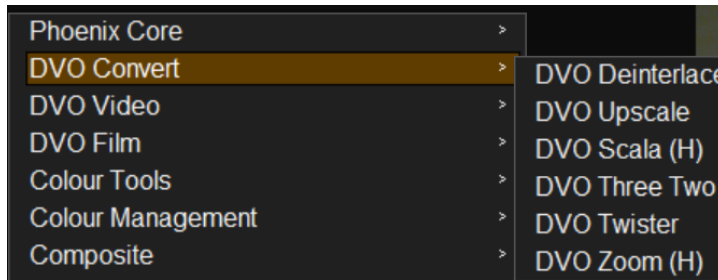 Phoenix Core >
DVO Convert >
DVO Video >
DVO Film >
Colour Tools >
Colour Management >
Composite >
DVO Deinterlace
DVO Upscale
DVO Scala (H)
DVO Three Two
DVO Twister
DVO Zoom (H)